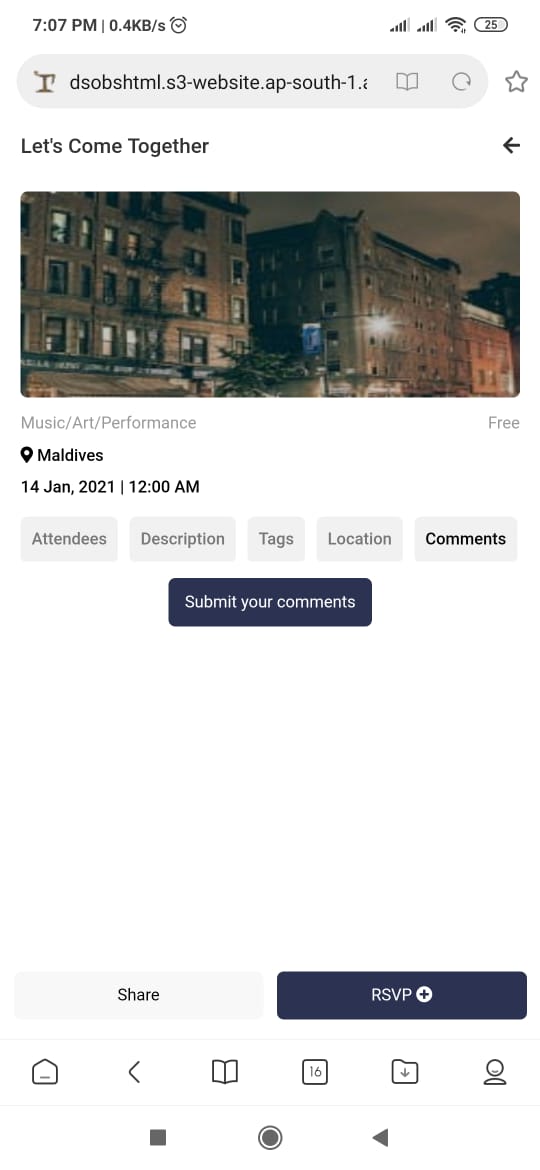 7:07 PM | 0.4KB/s
25
dsobshtml.s3-website.ap-south-1.a
Let's Come Together
Music/Art/Performance Free
Maldives
14 Jan, 2021 | 12:00 AM
Attendees Description Tags Location Comments
Submit your comments
Share RSVP
16